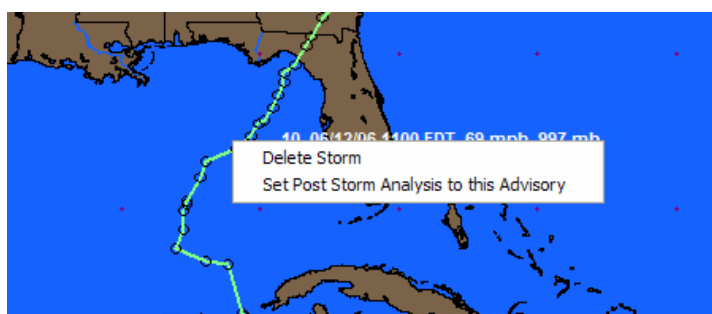 10 06/12/06 1100 EDT 69 mph 997 mb
Delete Storm
Set Post Storm Analysis to this Advisory